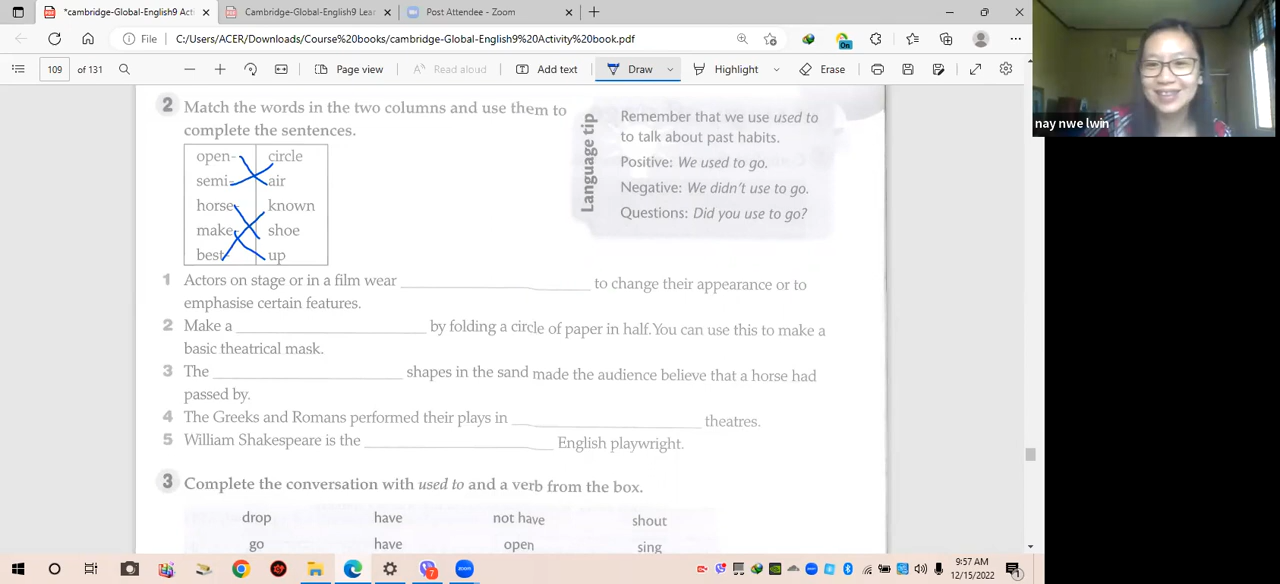 *cambridge-Global-English9 Acti
Cambridge-Global-English9 Lear
Post Attendee - Zoom
File
C:/Users/ACER/Downloads/Course%20books/cambridge-Global-English9%20Activity%20book.pdf
On
109 of 131
Page view
Read aloud
Add text
Draw
Highlight
Erase
nay nwe lwin
2 Match the words in the two columns and use them to
complete the sentences.
open- circle
semi- air
horse- known
make- shoe
best- up
Language tip
Remember that we use used to
to talk about past habits.
Positive: We used to go.
Negative: We didn't use to go.
Questions: Did you use to go?
1 Actors on stage or in a film wear ____ to change their appearance or to
emphasise certain features.
2 Make a ____ by folding a circle of paper in half. You can use this to make a
basic theatrical mask.
3 The ____ shapes in the sand made the audience believe that a horse had
passed by.
4 The Greeks and Romans performed their plays in ____ theatres.
5 William Shakespeare is the ____ English playwright.
3 Complete the conversation with used to and a verb from the box.
drop have not have shout
go have open sing
7
9:57 AM
12/15/2022
1